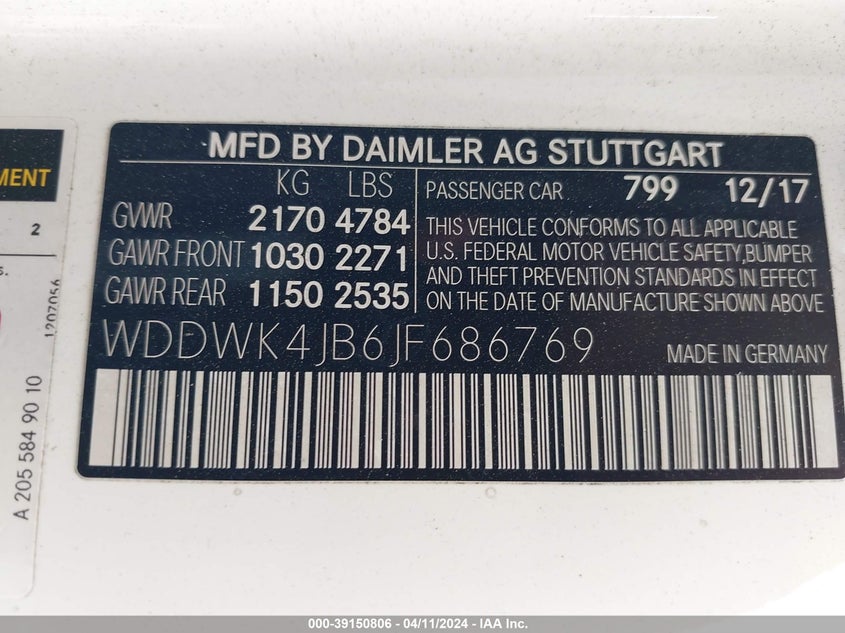 MFD BY DAIMLER AG STUTTGART
KG LBS
GVWR 2170 4784
GAWR FRONT 1030 2271
GAWR REAR 1150 2535
PASSENGER CAR 799 12/17
THIS VEHICLE CONFORMS TO ALL APPLICABLE
U.S. FEDERAL MOTOR VEHICLE SAFETY,BUMPER
AND THEFT PREVENTION STANDARDS IN EFFECT
ON THE DATE OF MANUFACTURE SHOWN ABOVE
WDDWK4JB6JF686769
MADE IN GERMANY
2
1207056
A 205 584 90 10
000-39150806 | 04/11/2024 - IAA Inc.